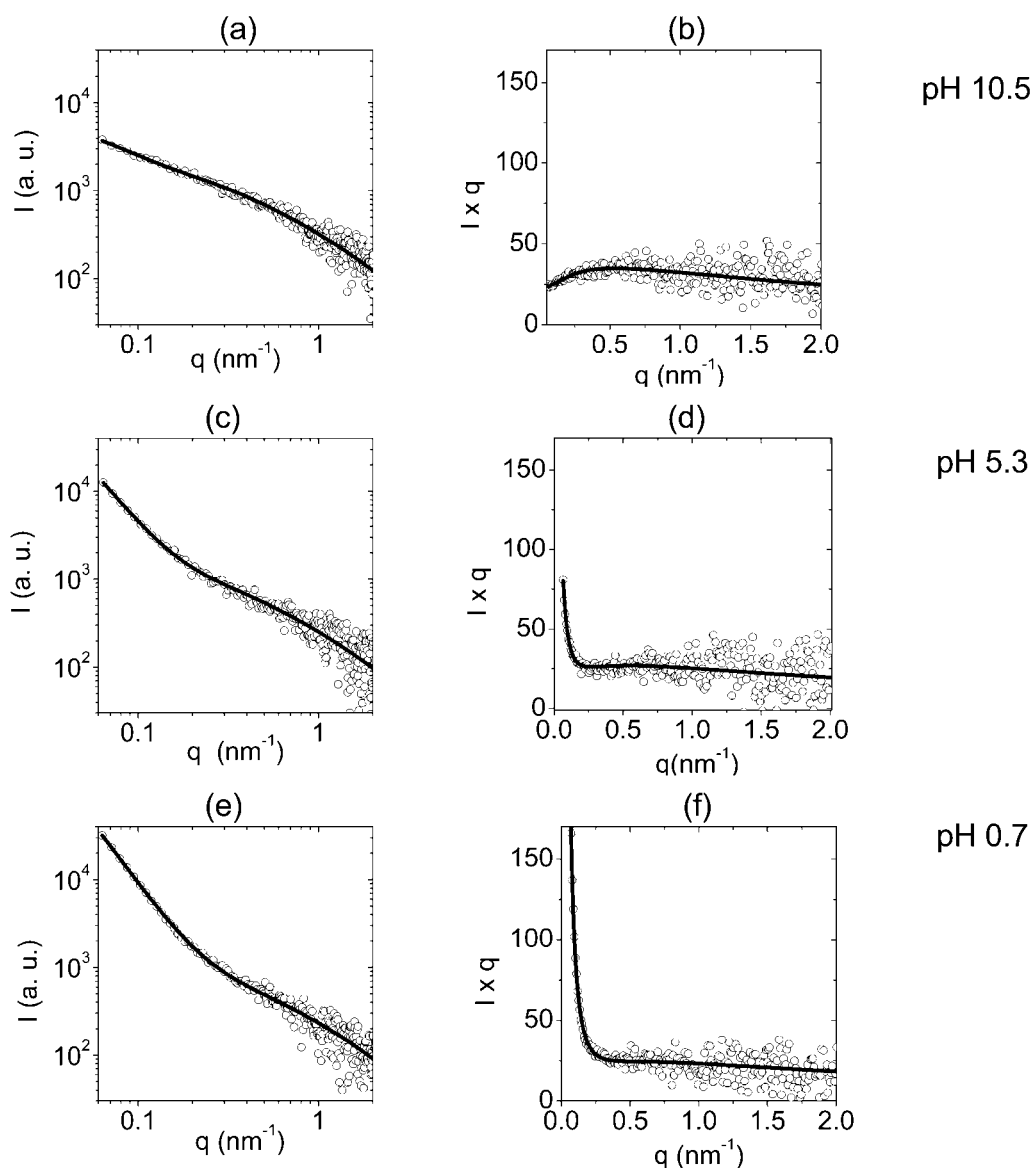 (a)
(b)
pH 10.5
10⁴
10³
10²
I (a. u.)
0.1
1
q (nm⁻¹)
150
100
50
0
I x q
0.5
1.0
1.5
2.0
q (nm⁻¹)
(c)
(d)
pH 5.3
10⁴
10³
10²
I (a. u.)
0.1
1
q (nm⁻¹)
150
100
50
0
I x q
0.0
0.5
1.0
1.5
2.0
q(nm⁻¹)
(e)
(f)
pH 0.7
10⁴
10³
10²
I (a. u.)
0.1
1
q (nm⁻¹)
150
100
50
0
I x q
0.0
0.5
1.0
1.5
2.0
q (nm⁻¹)